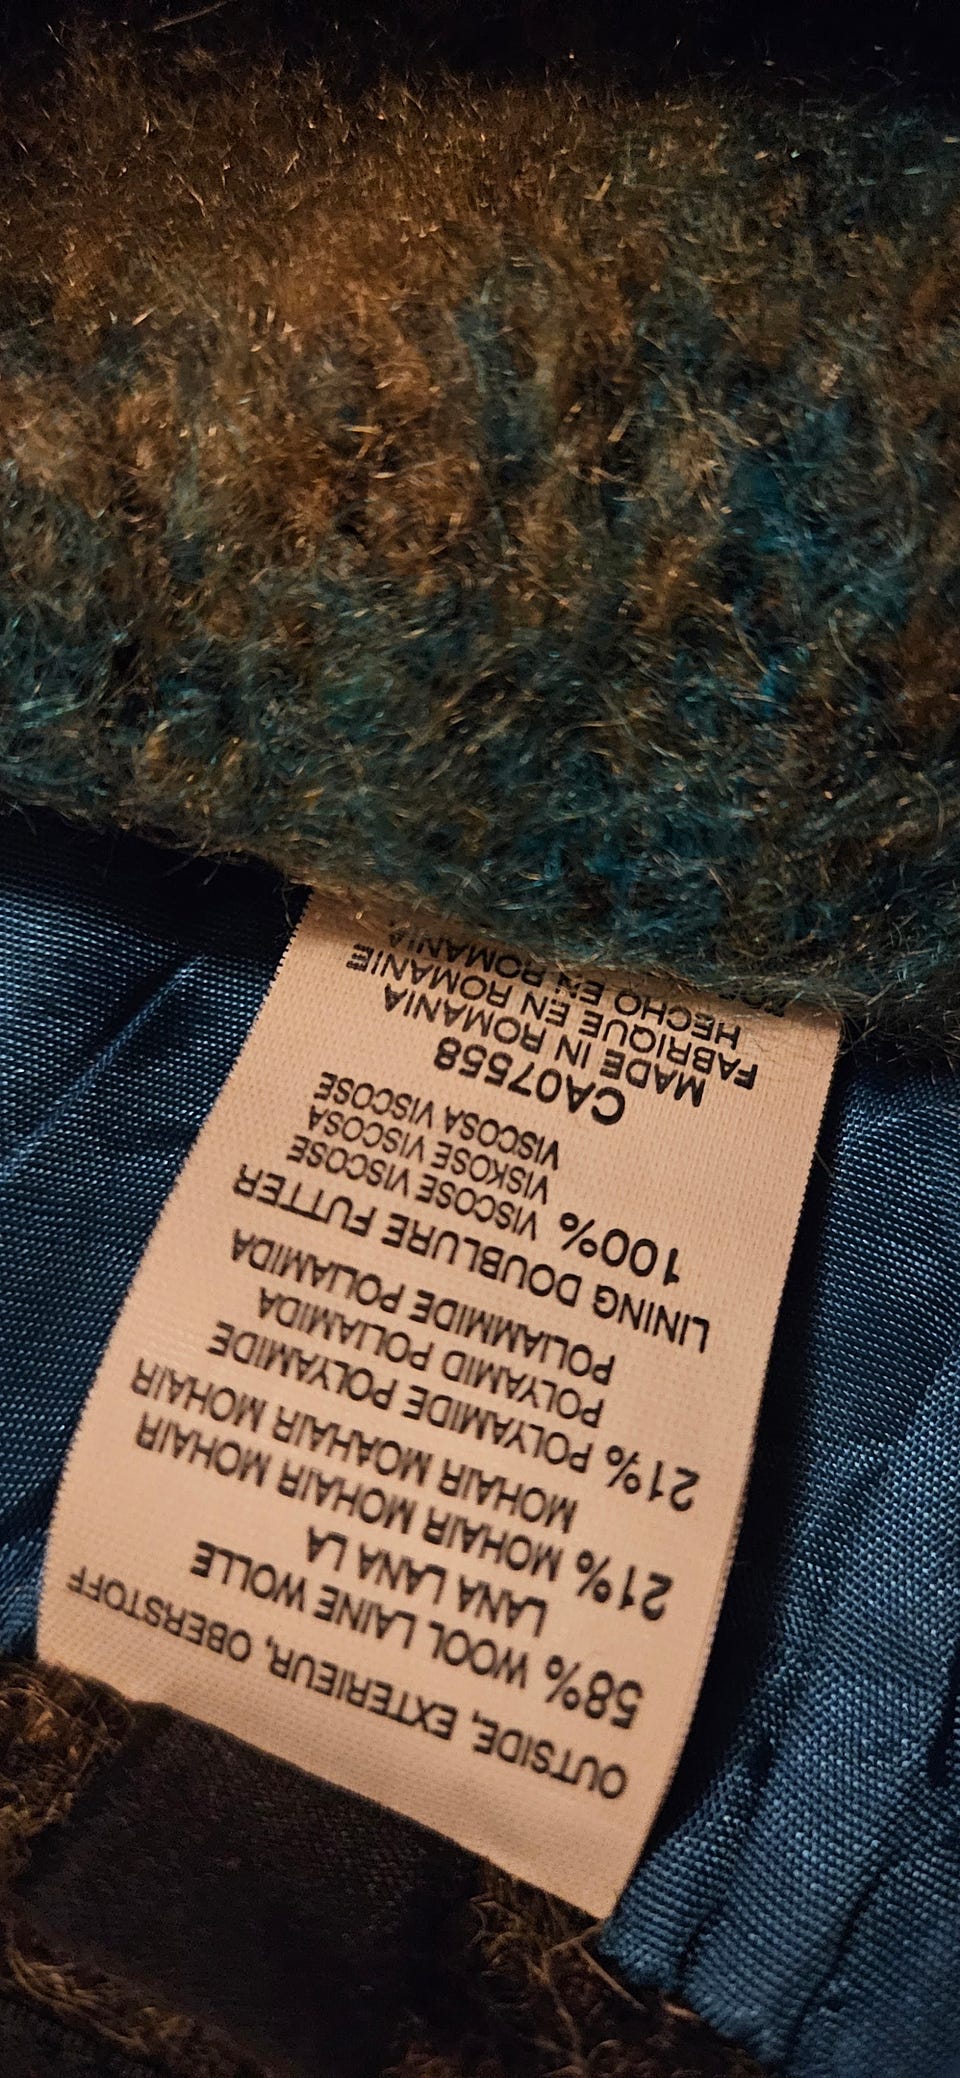 OUTSIDE, EXTERIEUR, OBERSTOFF
58% WOOL LAINE WOLLE
LANA LANA LA
21% MOHAIR MOHAIR MOHAIR
MOHAIR MOAHAIR MOHAIR
21% POLYAMIDE POLYAMIDE
POLYAMID POLIAMIDA
POLIAMMIDE POLIAMIDA
LINING DOUBLURE FUTTER
100% VISCOSE VISCOSE
VISKOSE VISCOSA
VISCOSA VISCOSE
CA07558
MADE IN ROMANIA
FABRIQUE EN ROMANIE
HECHO EN ROMANIA